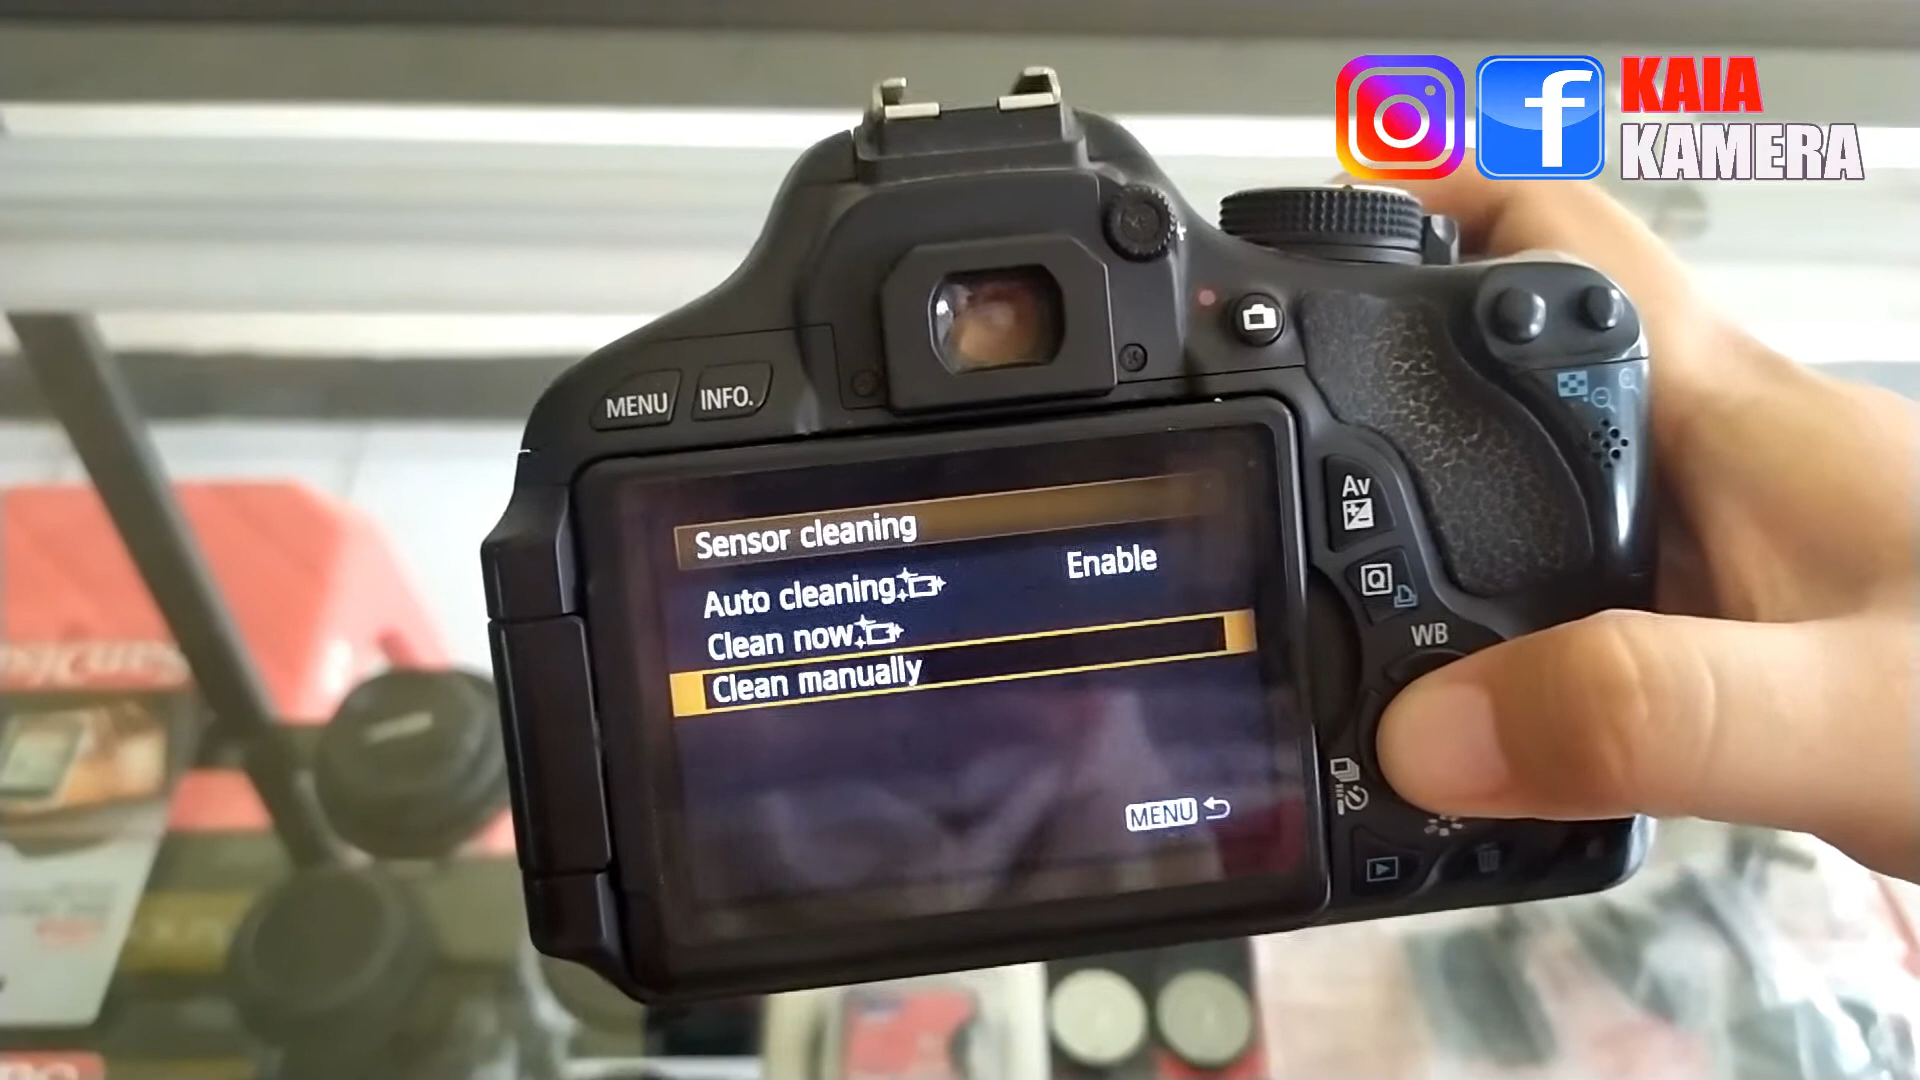 KAIA
KAMERA
MENU
INFO.
Av
Q
WB
Sensor cleaning
Auto cleaning
Enable
Clean now
Clean manually
MENU